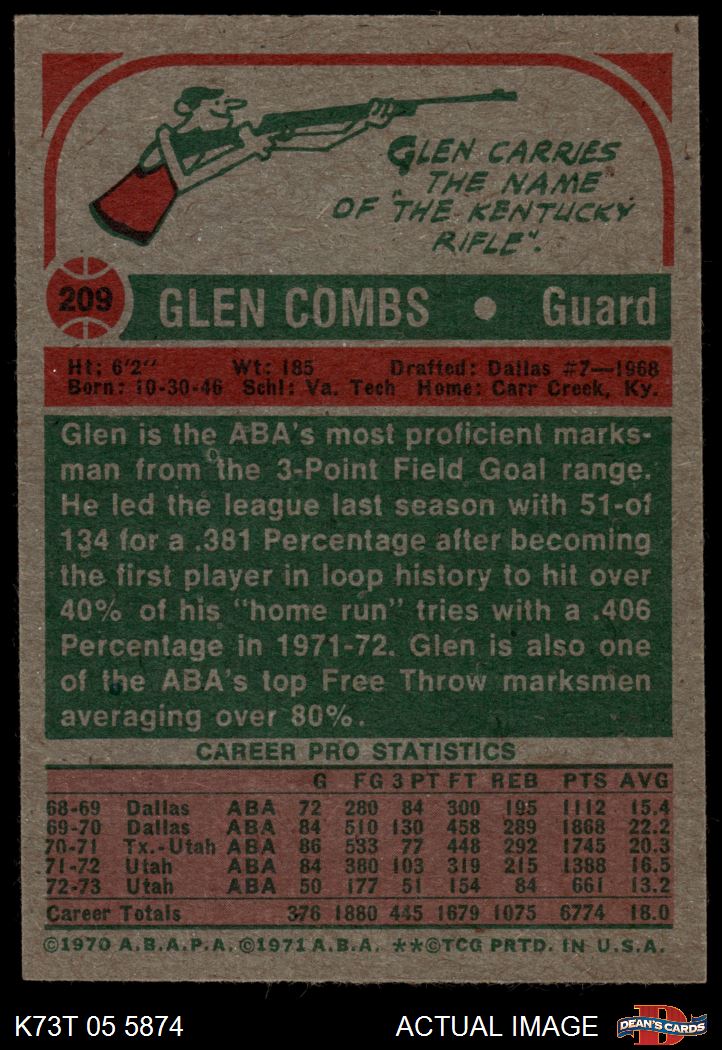 GLEN CARRIES
THE NAME
OF "THE KENTUCKY
RIFLE".
209 GLEN COMBS • Guard
Ht: 6'2" Wt: 185 Drafted: Dallas #7—1968
Born: 10-30-46 Schl: Va. Tech Home: Carr Creek, Ky.
Glen is the ABA's most proficient marks-
man from the 3-Point Field Goal range.
He led the league last season with 51-of
134 for a .381 Percentage after becoming
the first player in loop history to hit over
40% of his "home run" tries with a .406
Percentage in 1971-72. Glen is also one
of the ABA's top Free Throw marksmen
averaging over 80%.
CAREER PRO STATISTICS
G FG 3 PT FT REB PTS AVG
68-69 Dallas ABA 72 280 84 300 195 1112 15.4
69-70 Dallas ABA 84 510 130 458 289 1868 22.2
70-71 Tx.-Utah ABA 86 533 77 448 292 1745 20.3
71-72 Utah ABA 84 380 103 319 215 1388 16.5
72-73 Utah ABA 50 177 51 154 84 661 13.2
Career Totals 376 1880 445 1679 1075 6774 18.0
©1970 A.B.A.P.A. ©1971 A.B.A. **©TCG PRTD. IN U.S.A.
K73T 05 5874 ACTUAL IMAGE DEAN'S CARDS